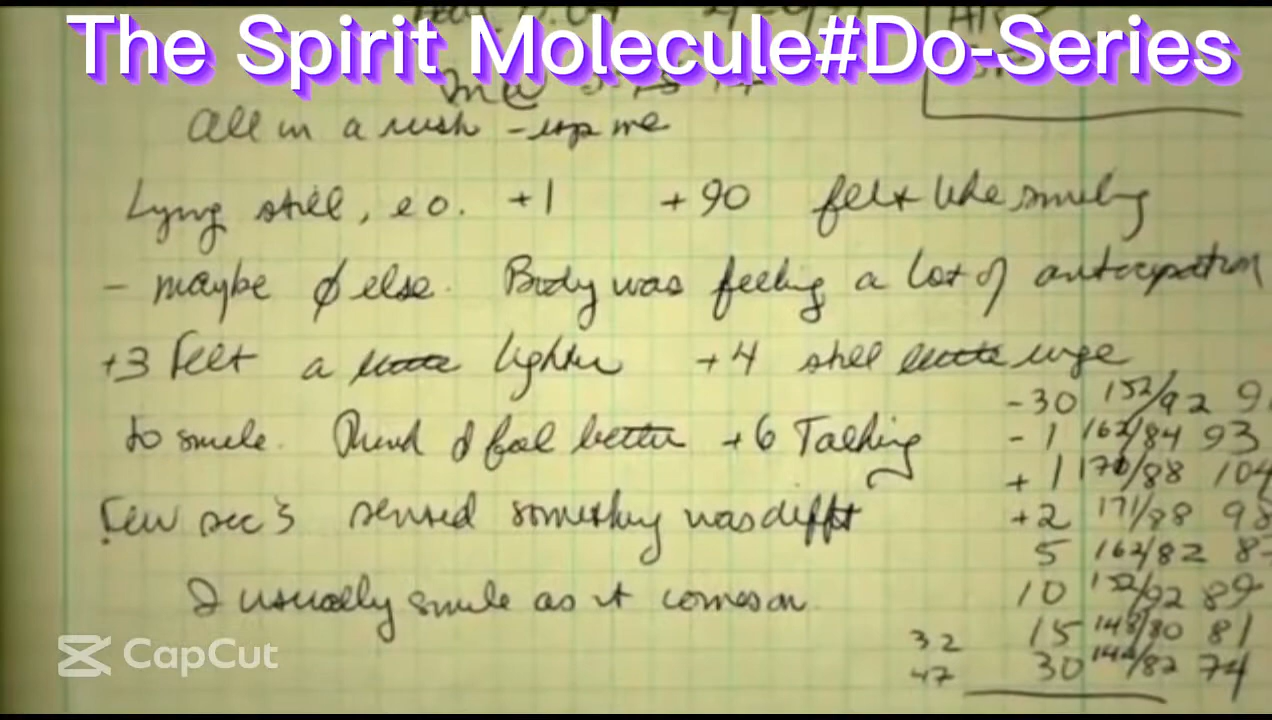 The Spirit Molecule#Do-Series
All in a rush - me
Lying still, e o. +1 +90 felt like smiling
- maybe ϕ else. Body was feeling a lot of anticipation
+3 Felt a little lighter +4 still little urge
to smile. I feel better +6 Talking
Few sec's sensed something was diff't
I usually smile as it comes on
-30 152/92
-1 162/84 93
+1 170/88 104
+2 171/88 98
5 162/82
10 152/92 89
32 15 148/80 81
47 30 144/82 74
CapCut